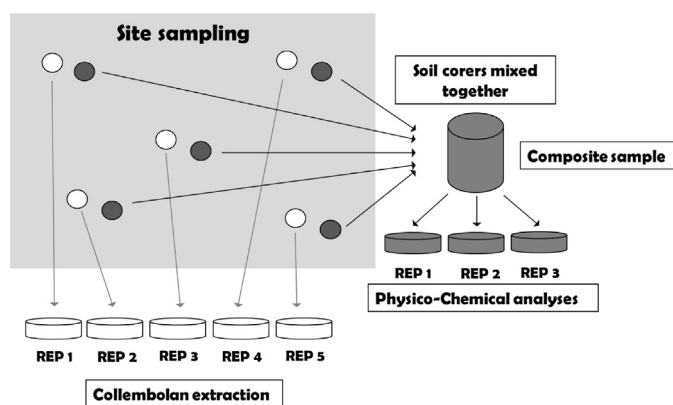 Site sampling
Soil corers mixed
together
Composite sample
REP 1 REP 2 REP 3
Physico-Chemical analyses
REP 1 REP 2 REP 3 REP 4 REP 5
Collembolan extraction